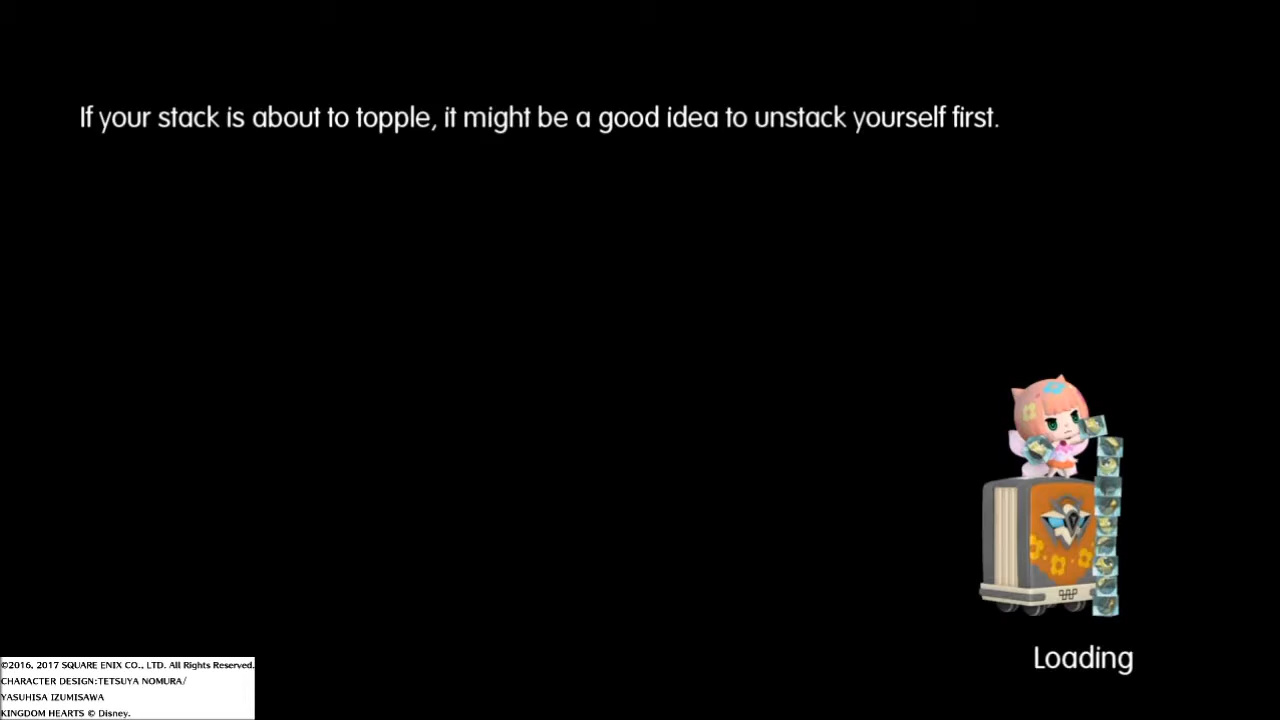 If your stack is about to topple, it might be a good idea to unstack yourself first.
Loading
©2016, 2017 SQUARE ENIX CO., LTD. All Rights Reserved.
CHARACTER DESIGN:TETSUYA NOMURA/
YASUHISA IZUMISAWA
KINGDOM HEARTS © Disney.